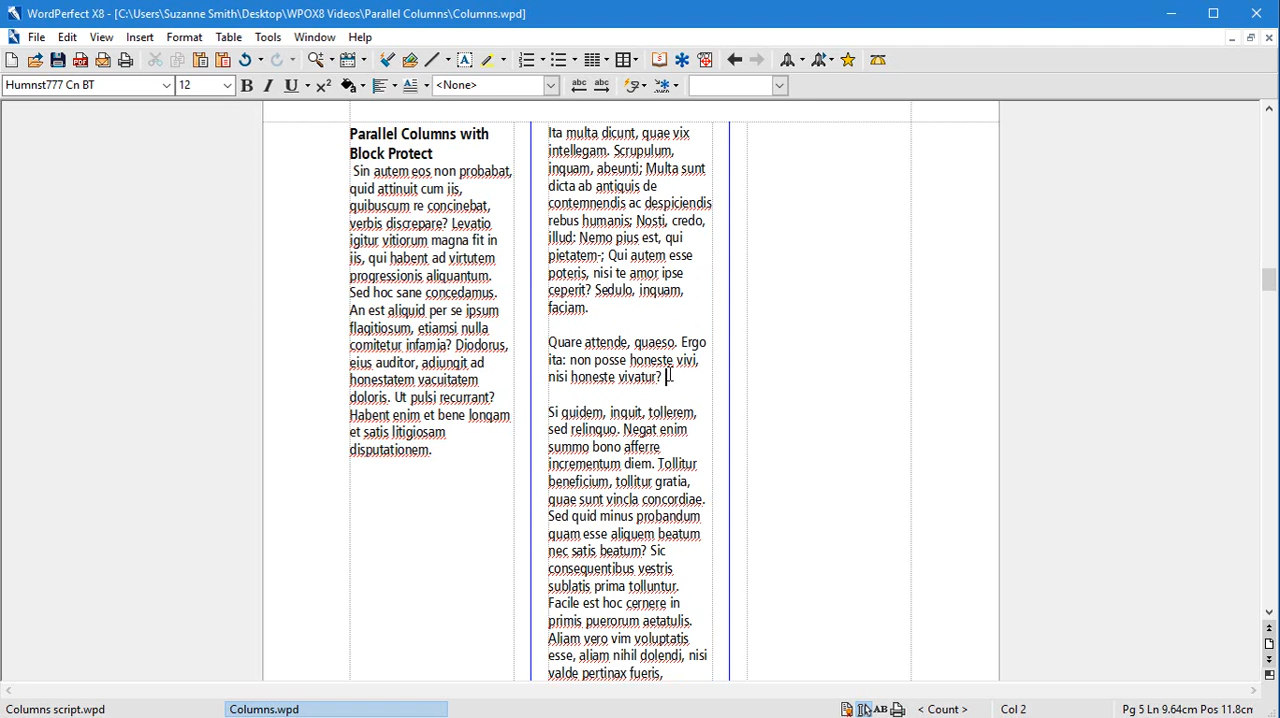 WordPerfect X8 - [C:\Users\Suzanne Smith\Desktop\WPOX8 Videos\Parallel Columns\Columns.wpd]
File Edit View Insert Format Table Tools Window Help
Humnst777 Cn BT 12 B I U x² <None> abc abc
Parallel Columns with
Block Protect
Sin autem eos non probabat,
quid attinuit cum iis,
quibuscum re concinebat,
verbis discrepare? Levatio
igitur vitiorum magna fit in
iis, qui habent ad virtutem
progressionis aliquantum.
Sed hoc sane concedamus.
An est aliquid per se ipsum
flagitiosum, etiamsi nulla
comitetur infamia? Diodorus,
eius auditor, adiungit ad
honestatem vacuitatem
doloris. Ut pulsi recurrant?
Habent enim et bene longam
et satis litigiosam
disputationem.
Ita multa dicunt, quae vix
intellegam. Scrupulum,
inquam, abeunti; Multa sunt
dicta ab antiquis de
contemnendis ac despiciendis
rebus humanis; Nosti, credo,
illud: Nemo pius est, qui
pietatem-; Qui autem esse
poteris, nisi te amor ipse
ceperit? Sedulo, inquam,
faciam.
Quare attende, quaeso. Ergo
ita: non posse honeste vivi,
nisi honeste vivatur?
Si quidem, inquit, tollerem,
sed relinquo. Negat enim
summo bono afferre
incrementum diem. Tollitur
beneficium, tollitur gratia,
quae sunt vincla concordiae.
Sed quid minus probandum
quam esse aliquem beatum
nec satis beatum? Sic
consequentibus vestris
sublatis prima tolluntur.
Facile est hoc cernere in
primis puerorum aetatulis.
Aliam vero vim voluptatis
esse, aliam nihil dolendi, nisi
valde pertinax fueris,
Columns script.wpd Columns.wpd AB < Count > Col 2 Pg 5 Ln 9.64cm Pos 11.8cm